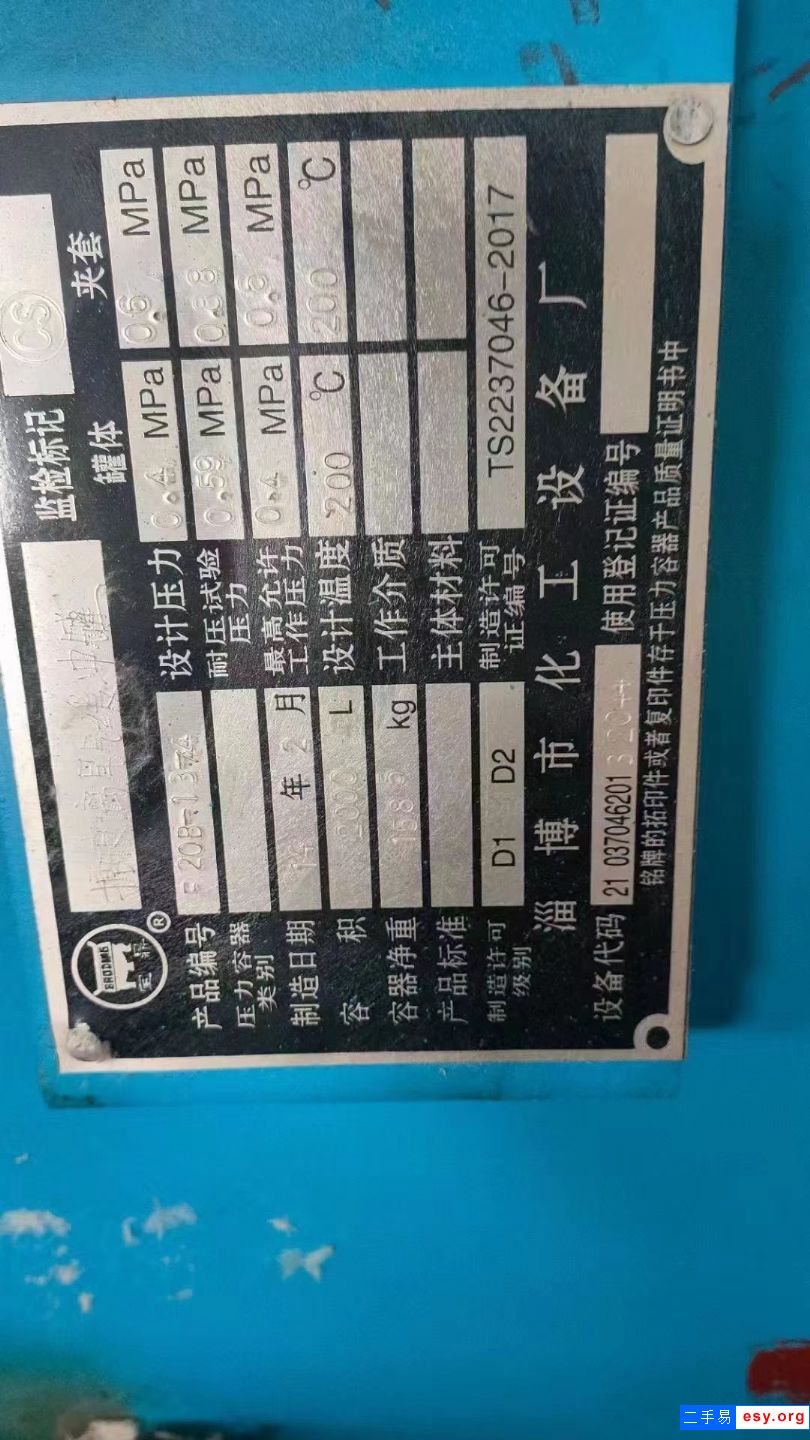 BAODING
宝鼎 ®
监检标记 CS
罐体 夹套
产品编号
设计压力 0.4 MPa 0.6 MPa
压力容器类别
耐压试验压力 0.59 MPa 0.88 MPa
制造日期 年 2 月
最高允许工作压力 0.4 MPa 0.6 MPa
容积 L
设计温度 200 ℃ 200 ℃
容器净重 kg
工作介质
产品标准
主体材料
制造许可级别 D1 D2
制造许可证编号 TS2237046-2017
淄博市化工设备厂
设备代码 21 037046201
使用登记证编号
铭牌的拓印件或者复印件存于压力容器产品质量证明书中
二手易 esy.org